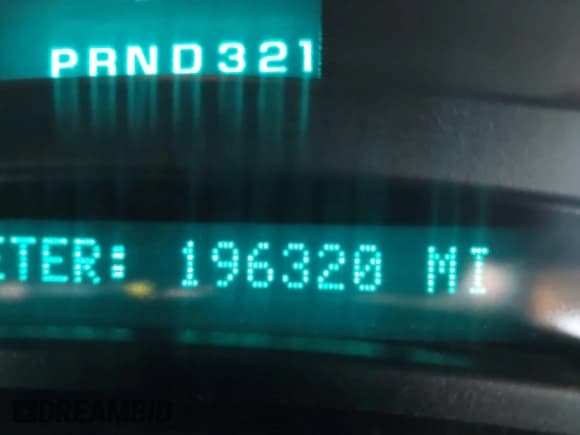 PRND321
ETER: 196320 MI
DREAMBID